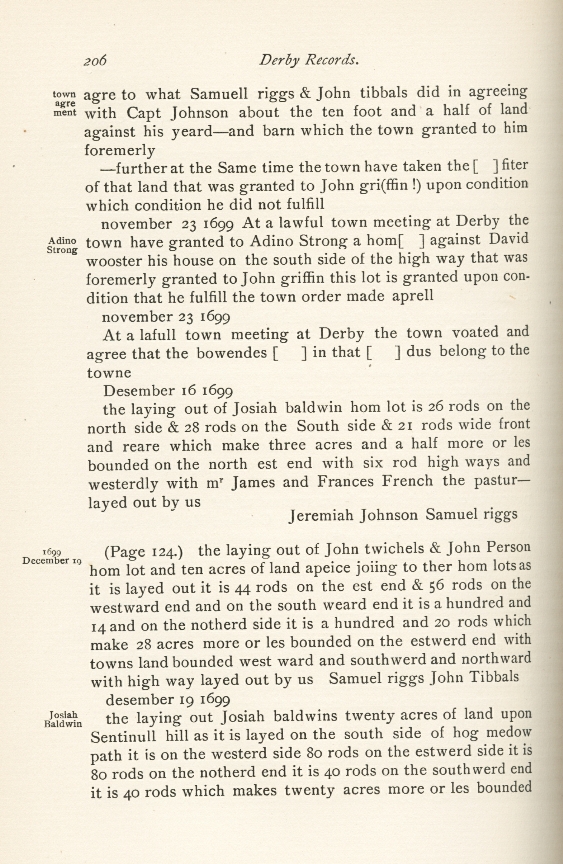 206 Derby Records.
town agre ment
agre to what Samuell riggs & John tibbals did in agreeing
with Capt Johnson about the ten foot and a half of land
against his yeard—and barn which the town granted to him
foremerly
—further at the Same time the town have taken the [ ] fiter
of that land that was granted to John gri(ffin !) upon condition
which condition he did not fulfill
november 23 1699 At a lawful town meeting at Derby the
Adino Strong
town have granted to Adino Strong a hom[ ] against David
wooster his house on the south side of the high way that was
foremerly granted to John griffin this lot is granted upon con-
dition that he fulfill the town order made aprell
november 23 1699
At a lafull town meeting at Derby the town voated and
agree that the bowendes [ ] in that [ ] dus belong to the
towne
Desember 16 1699
the laying out of Josiah baldwin hom lot is 26 rods on the
north side & 28 rods on the South side & 21 rods wide front
and reare which make three acres and a half more or les
bounded on the north est end with six rod high ways and
westerdly with mr James and Frances French the pastur—
layed out by us
Jeremiah Johnson Samuel riggs
1699
December 19
(Page 124.) the laying out of John twichels & John Person
hom lot and ten acres of land apeice joiing to ther hom lots as
it is layed out it is 44 rods on the est end & 56 rods on the
westward end and on the south weard end it is a hundred and
14 and on the notherd side it is a hundred and 20 rods which
make 28 acres more or les bounded on the estwerd end with
towns land bounded west ward and southwerd and northward
with high way layed out by us Samuel riggs John Tibbals
desember 19 1699
Josiah Baldwin
the laying out Josiah baldwins twenty acres of land upon
Sentinull hill as it is layed on the south side of hog medow
path it is on the westerd side 80 rods on the estwerd side it is
80 rods on the notherd end it is 40 rods on the southwerd end
it is 40 rods which makes twenty acres more or les bounded